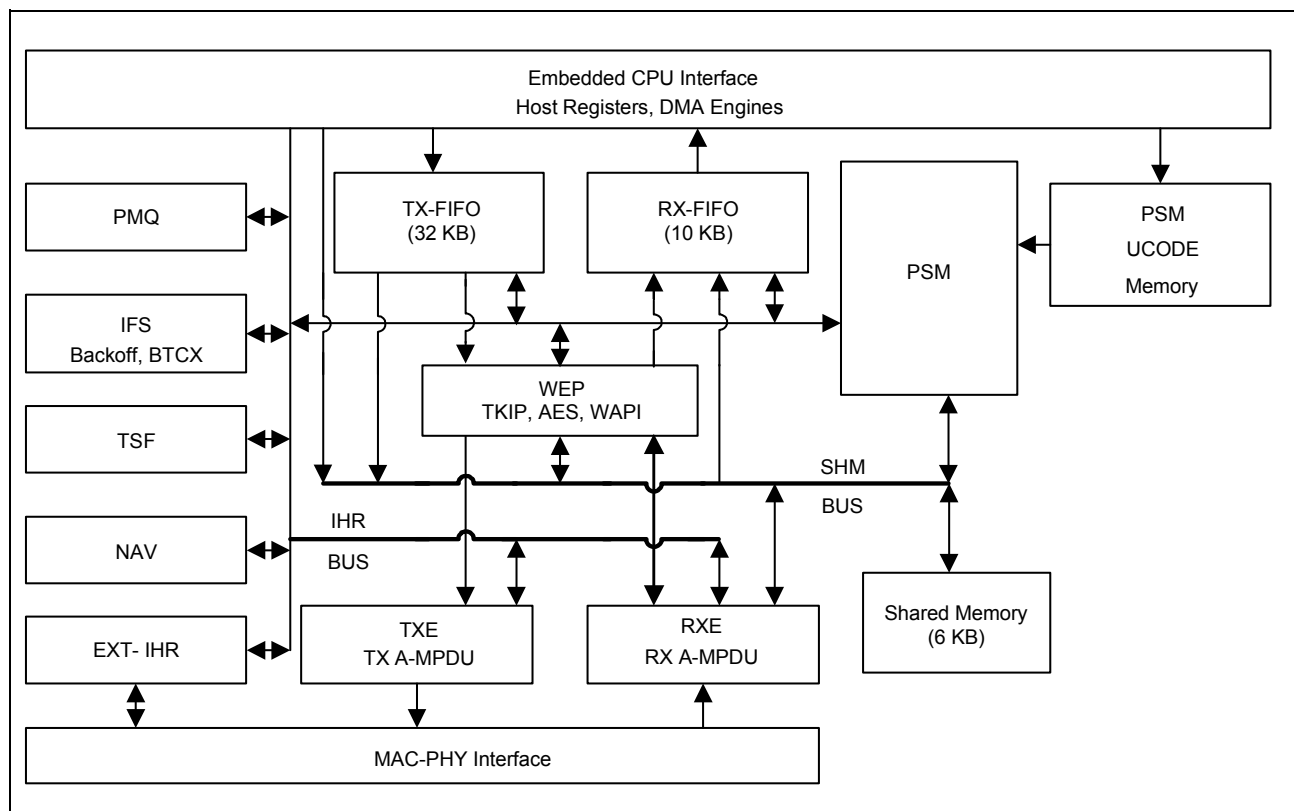 Embedded CPU Interface
Host Registers, DMA Engines
PMQ
TX-FIFO
(32 KB)
RX-FIFO
(10 KB)
PSM
PSM
UCODE
Memory
IFS
Backoff, BTCX
WEP
TKIP, AES, WAPI
TSF
SHM
BUS
IHR
BUS
NAV
Shared Memory
(6 KB)
EXT- IHR
TXE
TX A-MPDU
RXE
RX A-MPDU
MAC-PHY Interface